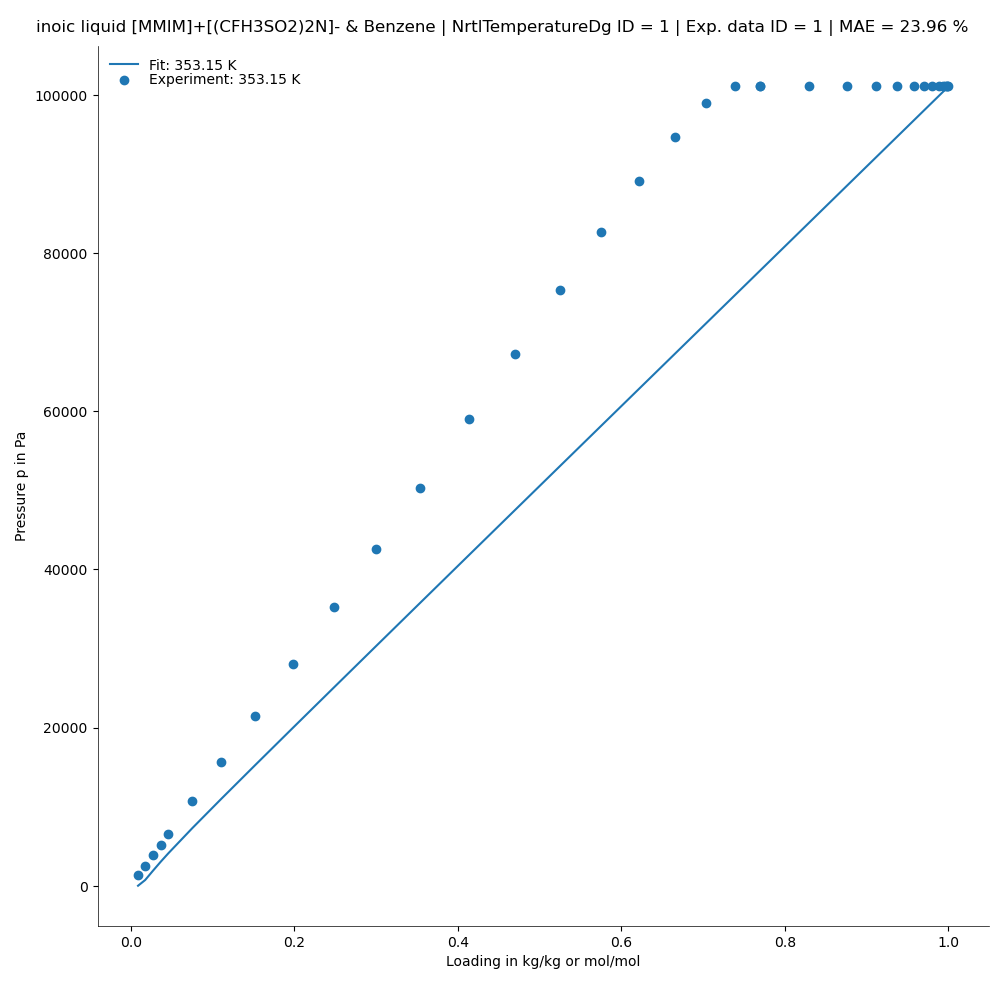 inoic liquid [MMIM]+[(CFH3SO2)2N]- & Benzene | NrtlTemperatureDg ID = 1 | Exp. data ID = 1 | MAE = 23.96 %
Fit: 353.15 K
Experiment: 353.15 K
100000
80000
60000
40000
20000
0
Pressure p in Pa
0.0 0.2 0.4 0.6 0.8 1.0
Loading in kg/kg or mol/mol